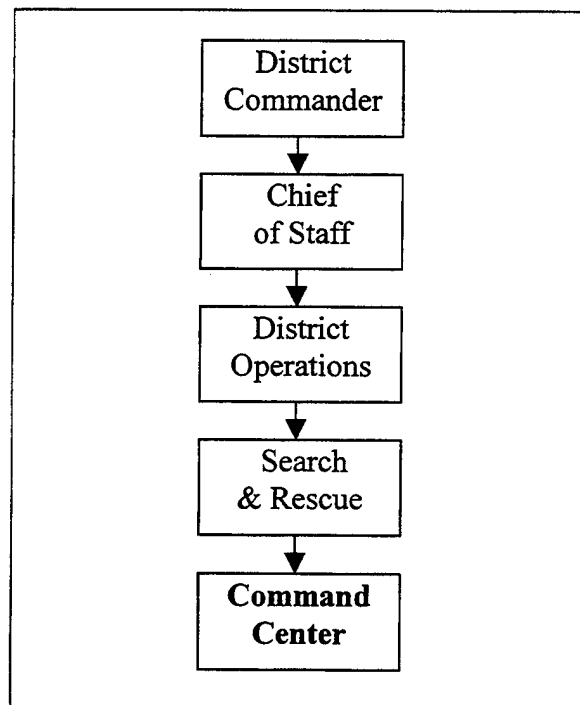 District
Commander
Chief
of Staff
District
Operations
Search
& Rescue
Command
Center